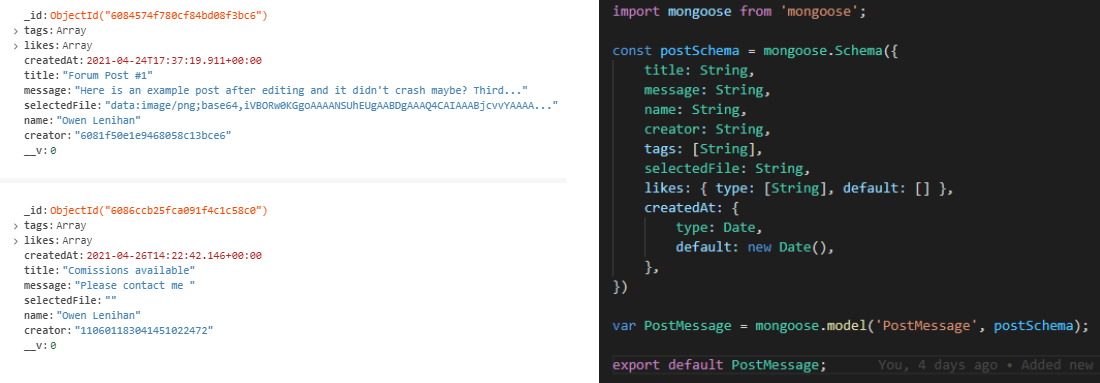 _id: ObjectId("6084574f780cf84bd08f3bc6")
> tags: Array
> likes: Array
createdAt: 2021-04-24T17:37:19.911+00:00
title: "Forum Post #1"
message: "Here is an example post after editing and it didn't crash maybe? Third..."
selectedFile: "data:image/png;base64,iVBORw0KGgoAAAANSUhEUgAABDgAAAQ4CAIAAABjcvvYAAAA..."
name: "Owen Lenihan"
creator: "6081f50e1e9468058c13bce6"
__v: 0
_id: ObjectId("6086ccb25fca091f4c1c58c0")
> tags: Array
> likes: Array
createdAt: 2021-04-26T14:22:42.146+00:00
title: "Comissions available"
message: "Please contact me "
selectedFile: ""
name: "Owen Lenihan"
creator: "110601183041451022472"
__v: 0
import mongoose from 'mongoose';
const postSchema = mongoose.Schema({
    title: String,
    message: String,
    name: String,
    creator: String,
    tags: [String],
    selectedFile: String,
    likes: { type: [String], default: [] },
    createdAt: {
        type: Date,
        default: new Date(),
    },
})
var PostMessage = mongoose.model('PostMessage', postSchema);
export default PostMessage; You, 4 days ago • Added new